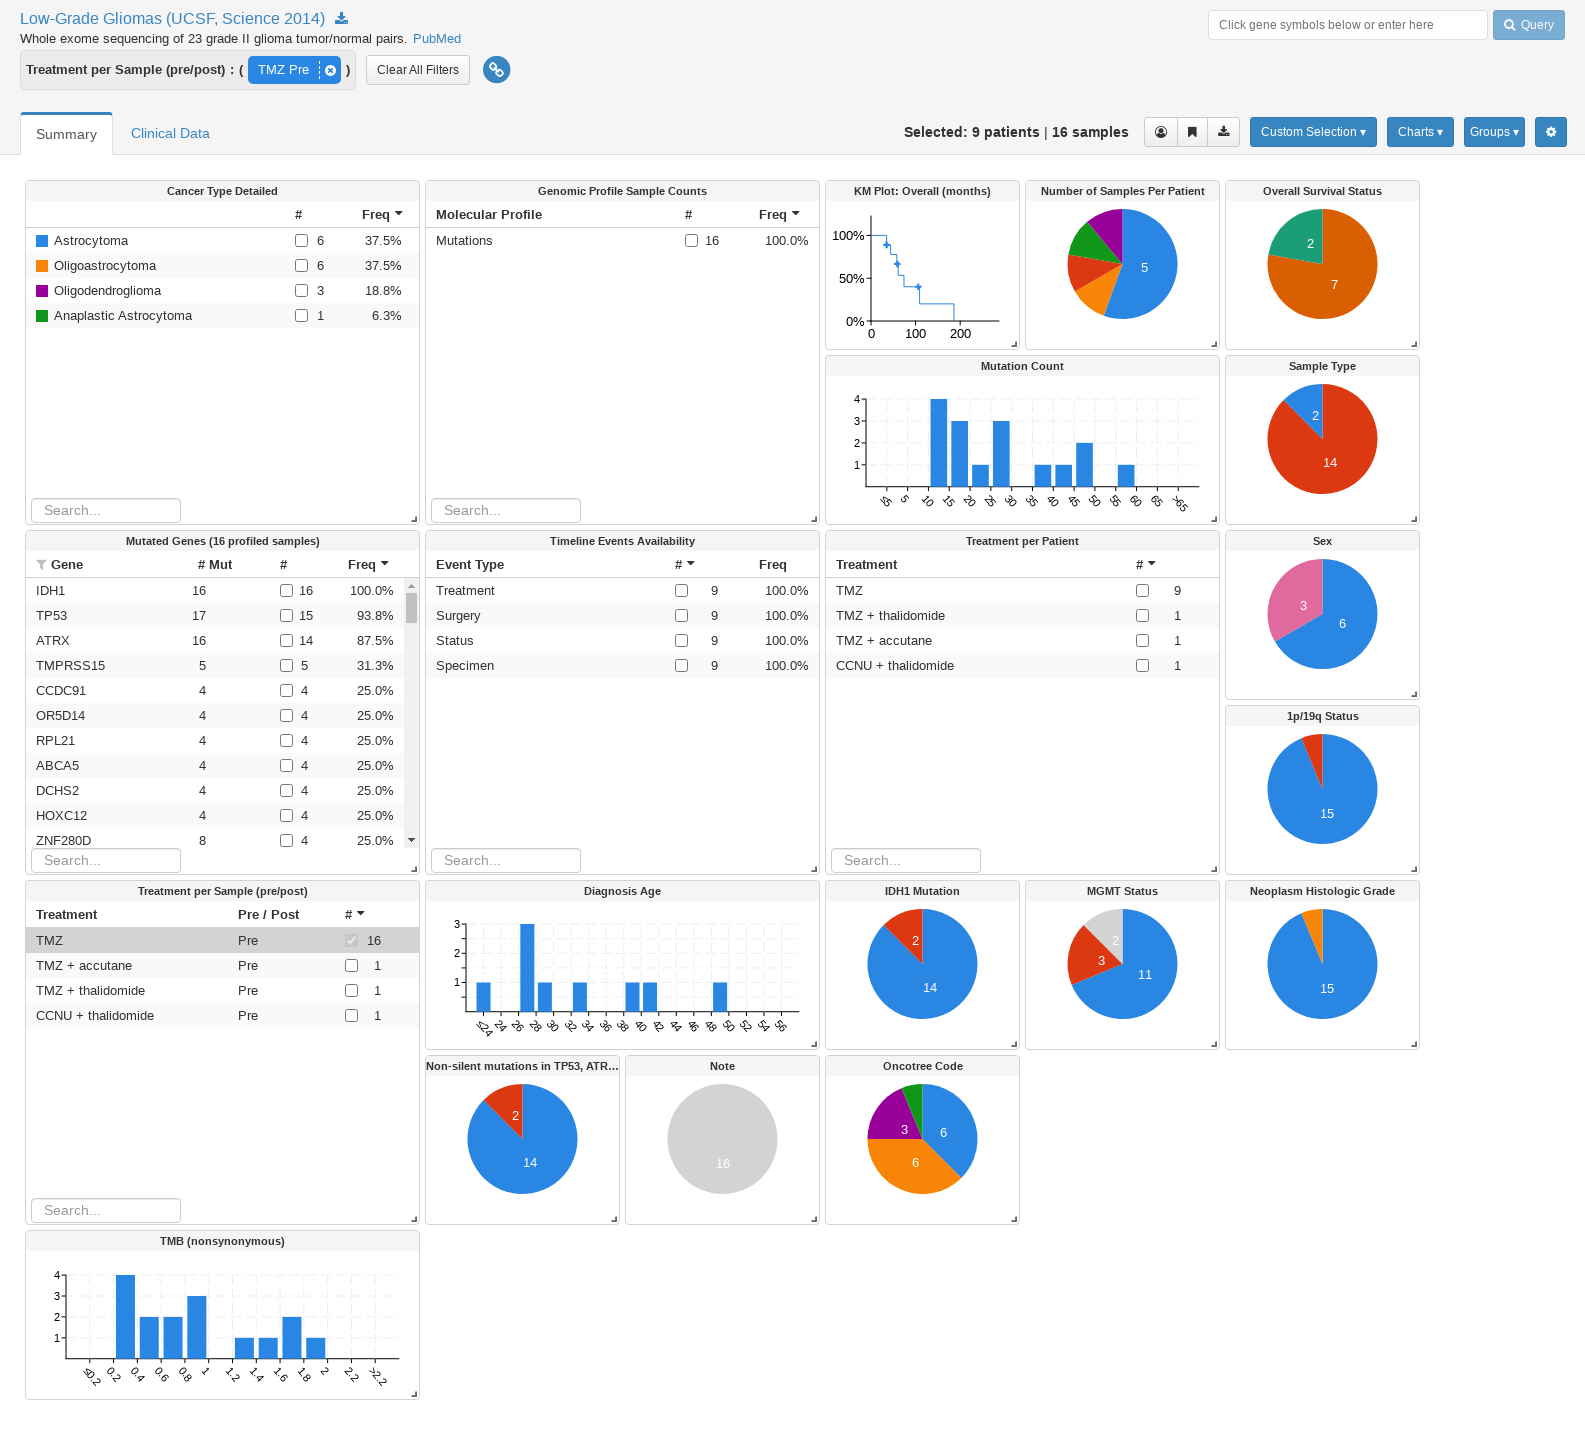 Low-Grade Gliomas (UCSF, Science 2014)
Click gene symbols below or enter here
Query
Whole exome sequencing of 23 grade II glioma tumor/normal pairs. PubMed
Treatment per Sample (pre/post) : ( TMZ Pre )
Clear All Filters
Summary
Clinical Data
Selected: 9 patients | 16 samples
Custom Selection ▾
Charts ▾
Groups ▾
Cancer Type Detailed
# Freq
Astrocytoma 6 37.5%
Oligoastrocytoma 6 37.5%
Oligodendroglioma 3 18.8%
Anaplastic Astrocytoma 1 6.3%
Search...
Genomic Profile Sample Counts
Molecular Profile # Freq
Mutations 16 100.0%
Search...
KM Plot: Overall (months)
100%
50%
0%
0 100 200
Number of Samples Per Patient
5
Overall Survival Status
2
7
Mutation Count
4
3
2
1
≤5 5 10 15 20 25 30 35 40 45 50 55 60 65 >65
Sample Type
2
14
Mutated Genes (16 profiled samples)
Gene # Mut # Freq
IDH1 16 16 100.0%
TP53 17 15 93.8%
ATRX 16 14 87.5%
TMPRSS15 5 5 31.3%
CCDC91 4 4 25.0%
OR5D14 4 4 25.0%
RPL21 4 4 25.0%
ABCA5 4 4 25.0%
DCHS2 4 4 25.0%
HOXC12 4 4 25.0%
ZNF280D 8 4 25.0%
Search...
Timeline Events Availability
Event Type # Freq
Treatment 9 100.0%
Surgery 9 100.0%
Status 9 100.0%
Specimen 9 100.0%
Search...
Treatment per Patient
Treatment #
TMZ 9
TMZ + thalidomide 1
TMZ + accutane 1
CCNU + thalidomide 1
Search...
Sex
3
6
1p/19q Status
15
Treatment per Sample (pre/post)
Treatment Pre / Post #
TMZ Pre 16
TMZ + accutane Pre 1
TMZ + thalidomide Pre 1
CCNU + thalidomide Pre 1
Search...
Diagnosis Age
3
2
1
≤24 24 26 28 30 32 34 36 38 40 42 44 46 48 50 52 54 56
IDH1 Mutation
2
14
MGMT Status
2
3
11
Neoplasm Histologic Grade
15
Non-silent mutations in TP53, ATR...
2
14
Note
16
Oncotree Code
3
6
6
TMB (nonsynonymous)
4
3
2
1
≤0.2 0.2 0.4 0.6 0.8 1 1.2 1.4 1.6 1.8 2 2.2 >2.2